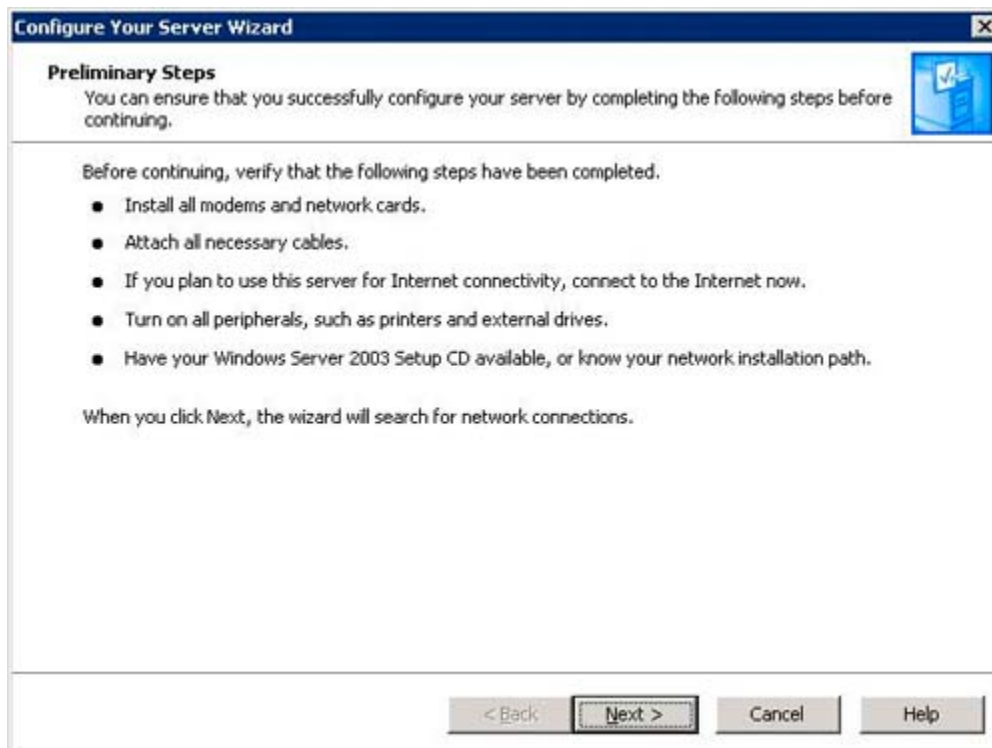 Configure Your Server Wizard
Preliminary Steps
You can ensure that you successfully configure your server by completing the following steps before
continuing.
Before continuing, verify that the following steps have been completed.
● Install all modems and network cards.
● Attach all necessary cables.
● If you plan to use this server for Internet connectivity, connect to the Internet now.
● Turn on all peripherals, such as printers and external drives.
● Have your Windows Server 2003 Setup CD available, or know your network installation path.
When you click Next, the wizard will search for network connections.
< Back
Next >
Cancel
Help